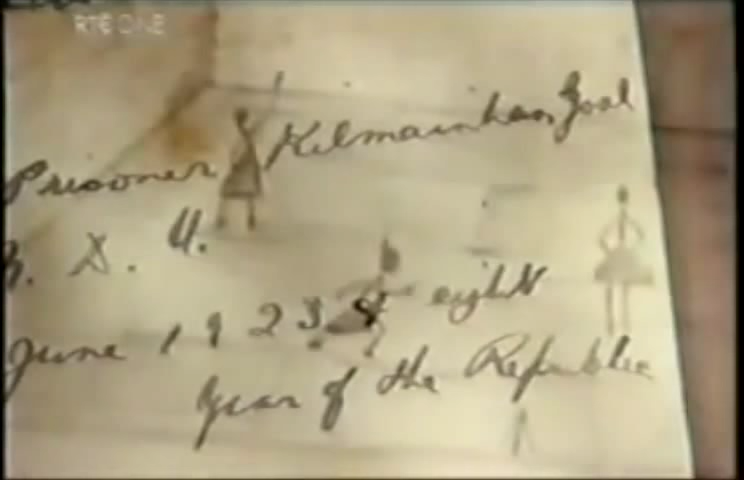 RTÉ ONE
Prisoner Kilmainham Goal
June 1923 eight
Year of the Republic